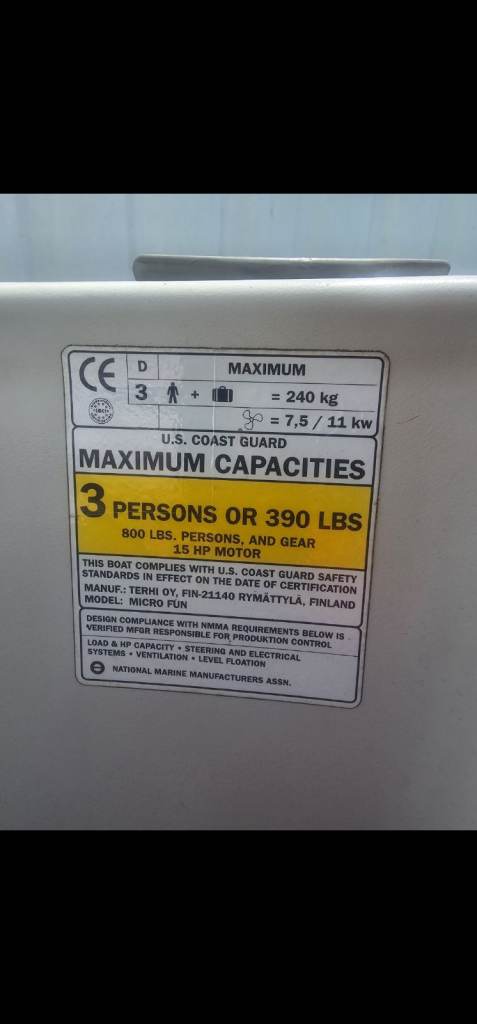 CE D MAXIMUM
3 + = 240 kg
IMCI = 7,5 / 11 kw
U.S. COAST GUARD
MAXIMUM CAPACITIES
3 PERSONS OR 390 LBS
800 LBS. PERSONS, AND GEAR
15 HP MOTOR
THIS BOAT COMPLIES WITH U.S. COAST GUARD SAFETY
STANDARDS IN EFFECT ON THE DATE OF CERTIFICATION
MANUF.: TERHI OY, FIN-21140 RYMÄTTYLÄ, FINLAND
MODEL: MICRO FUN
DESIGN COMPLIANCE WITH NMMA REQUIREMENTS BELOW IS
VERIFIED MFGR RESPONSIBLE FOR PRODUKTION CONTROL
LOAD & HP CAPACITY • STEERING AND ELECTRICAL
SYSTEMS • VENTILATION • LEVEL FLOATION
NATIONAL MARINE MANUFACTURERS ASSN.